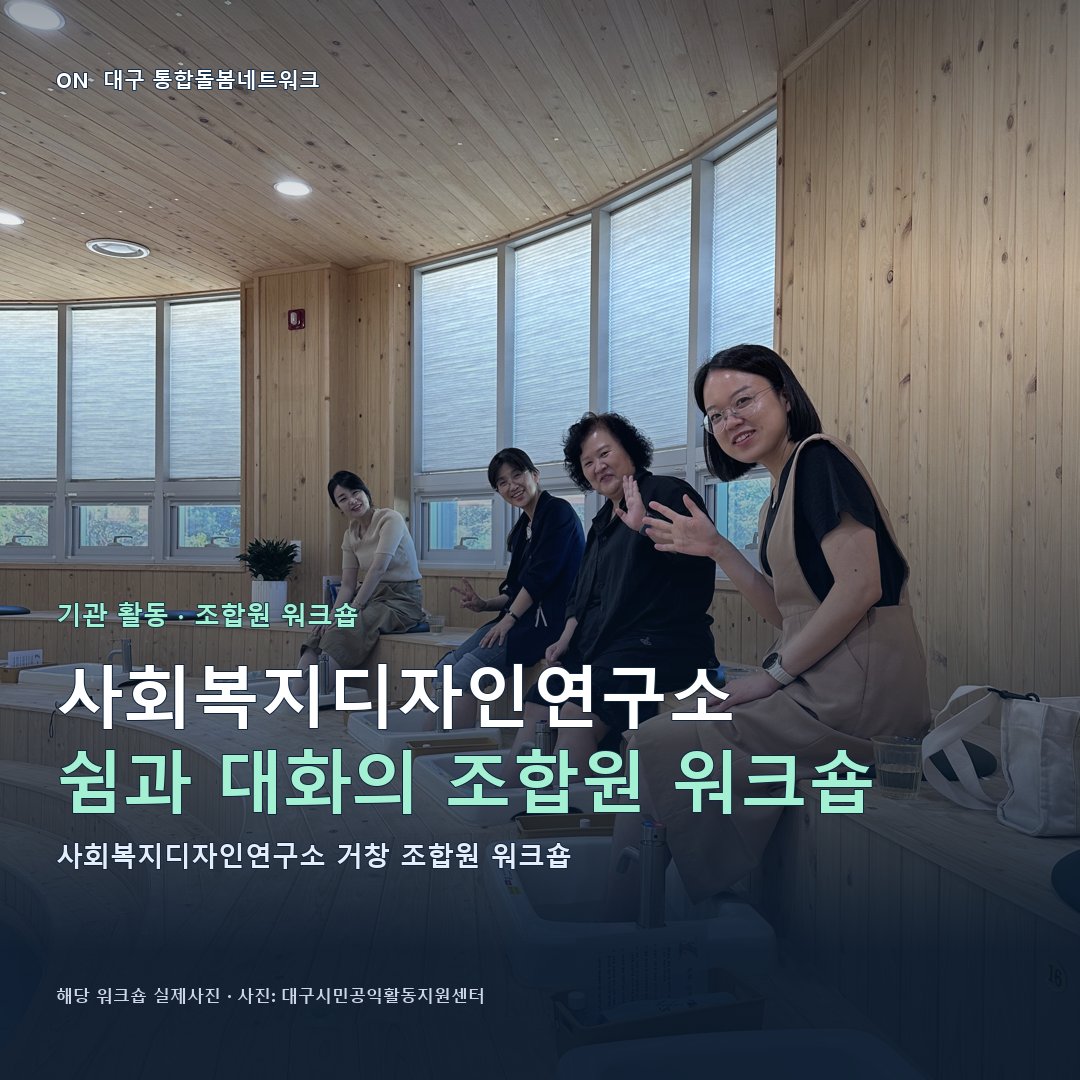 ON 대구 통합돌봄네트워크
기관 활동 · 조합원 워크숍
사회복지디자인연구소
쉼과 대화의 조합원 워크숍
사회복지디자인연구소 거창 조합원 워크숍
해당 워크숍 실제사진 · 사진: 대구시민공익활동지원센터
16